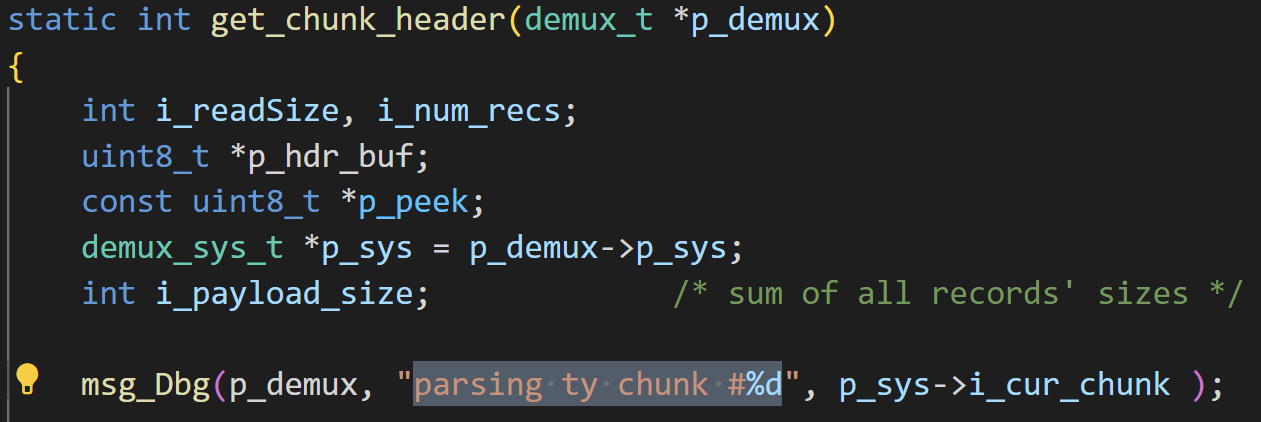 static int get_chunk_header(demux_t *p_demux)
{
    int i_readSize, i_num_recs;
    uint8_t *p_hdr_buf;
    const uint8_t *p_peek;
    demux_sys_t *p_sys = p_demux->p_sys;
    int i_payload_size;             /* sum of all records' sizes */
    msg_Dbg(p_demux, "parsing ty chunk #%d", p_sys->i_cur_chunk );